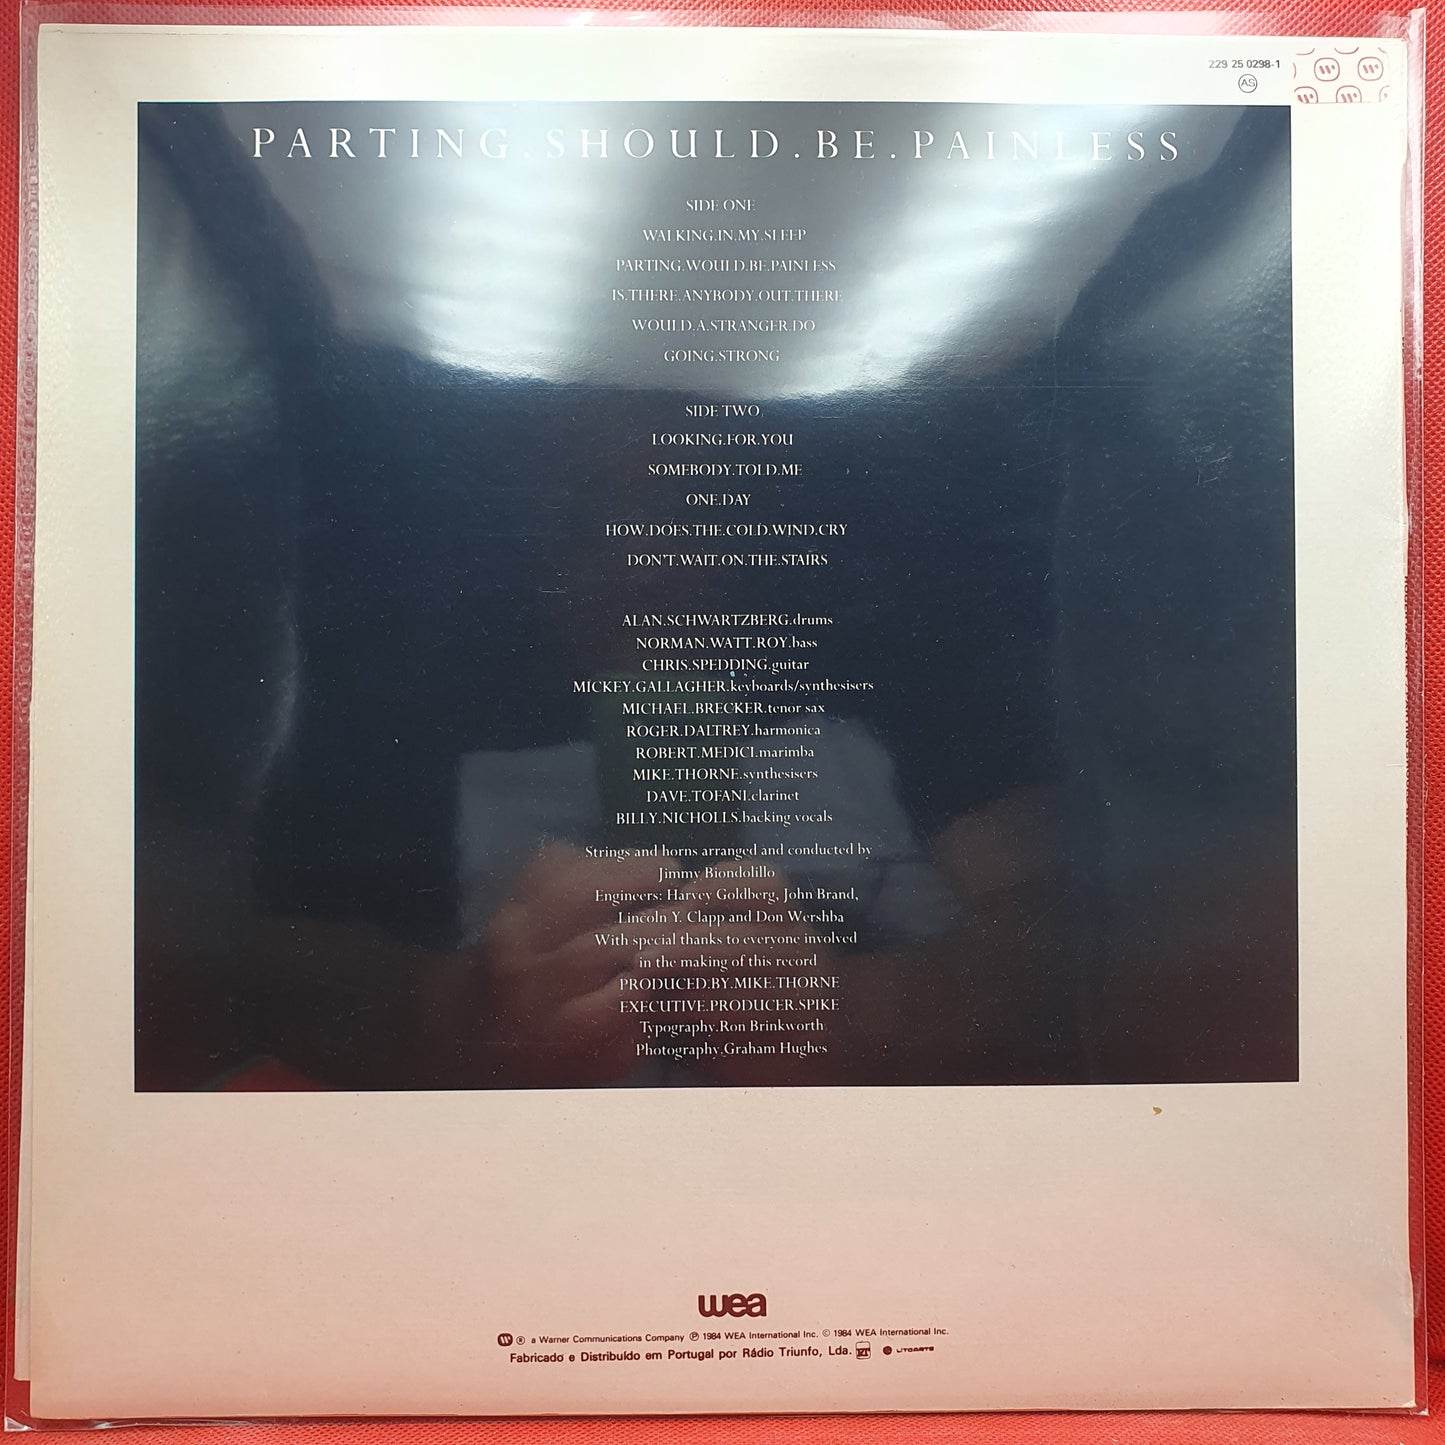 229 25 0298-1
AS
PARTING.SHOULD.BE.PAINLESS
SIDE ONE
WALKING.IN.MY.SLEEP
PARTING.WOULD.BE.PAINLESS
IS.THERE.ANYBODY.OUT.THERE
WOULD.A.STRANGER.DO
GOING.STRONG
SIDE TWO
LOOKING.FOR.YOU
SOMEBODY.TOLD.ME
ONE.DAY
HOW.DOES.THE.COLD.WIND.CRY
DON'T.WAIT.ON.THE.STAIRS
ALAN.SCHWARTZBERG.drums
NORMAN.WATT.ROY.bass
CHRIS.SPEDDING.guitar
MICKEY.GALLAGHER.keyboards/synthesisers
MICHAEL.BRECKER.tenor sax
ROGER.DALTREY.harmonica
ROBERT.MEDICI.marimba
MIKE.THORNE.synthesisers
DAVE.TOFANI.clarinet
BILLY.NICHOLLS.backing vocals
Strings and horns arranged and conducted by
Jimmy Biondolillo
Engineers: Harvey Goldberg, John Brand,
Lincoln Y. Clapp and Don Wershba
With special thanks to everyone involved
in the making of this record
PRODUCED.BY.MIKE.THORNE
EXECUTIVE.PRODUCER.SPIKE
Typography.Ron Brinkworth
Photography.Graham Hughes
wea
® a Warner Communications Company ℗ 1984 WEA International Inc. © 1984 WEA International Inc.
Fabricado e Distribuído em Portugal por Rádio Triunfo, Lda. RT LITOARTE